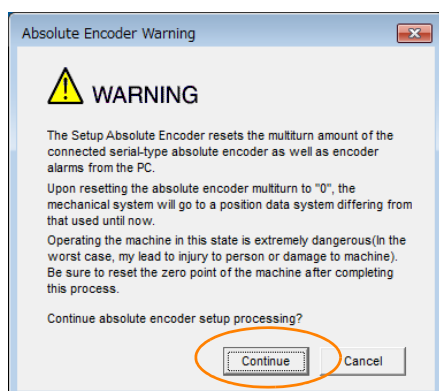 Absolute Encoder Warning
WARNING
The Setup Absolute Encoder resets the multiturn amount of the
connected serial-type absolute encoder as well as encoder
alarms from the PC.
Upon resetting the absolute encoder multiturn to "0", the
mechanical system will go to a position data system differing from
that used until now.
Operating the machine in this state is extremely dangerous(In the
worst case, my lead to injury to person or damage to machine).
Be sure to reset the zero point of the machine after completing
this process.
Continue absolute encoder setup processing?
Continue Cancel